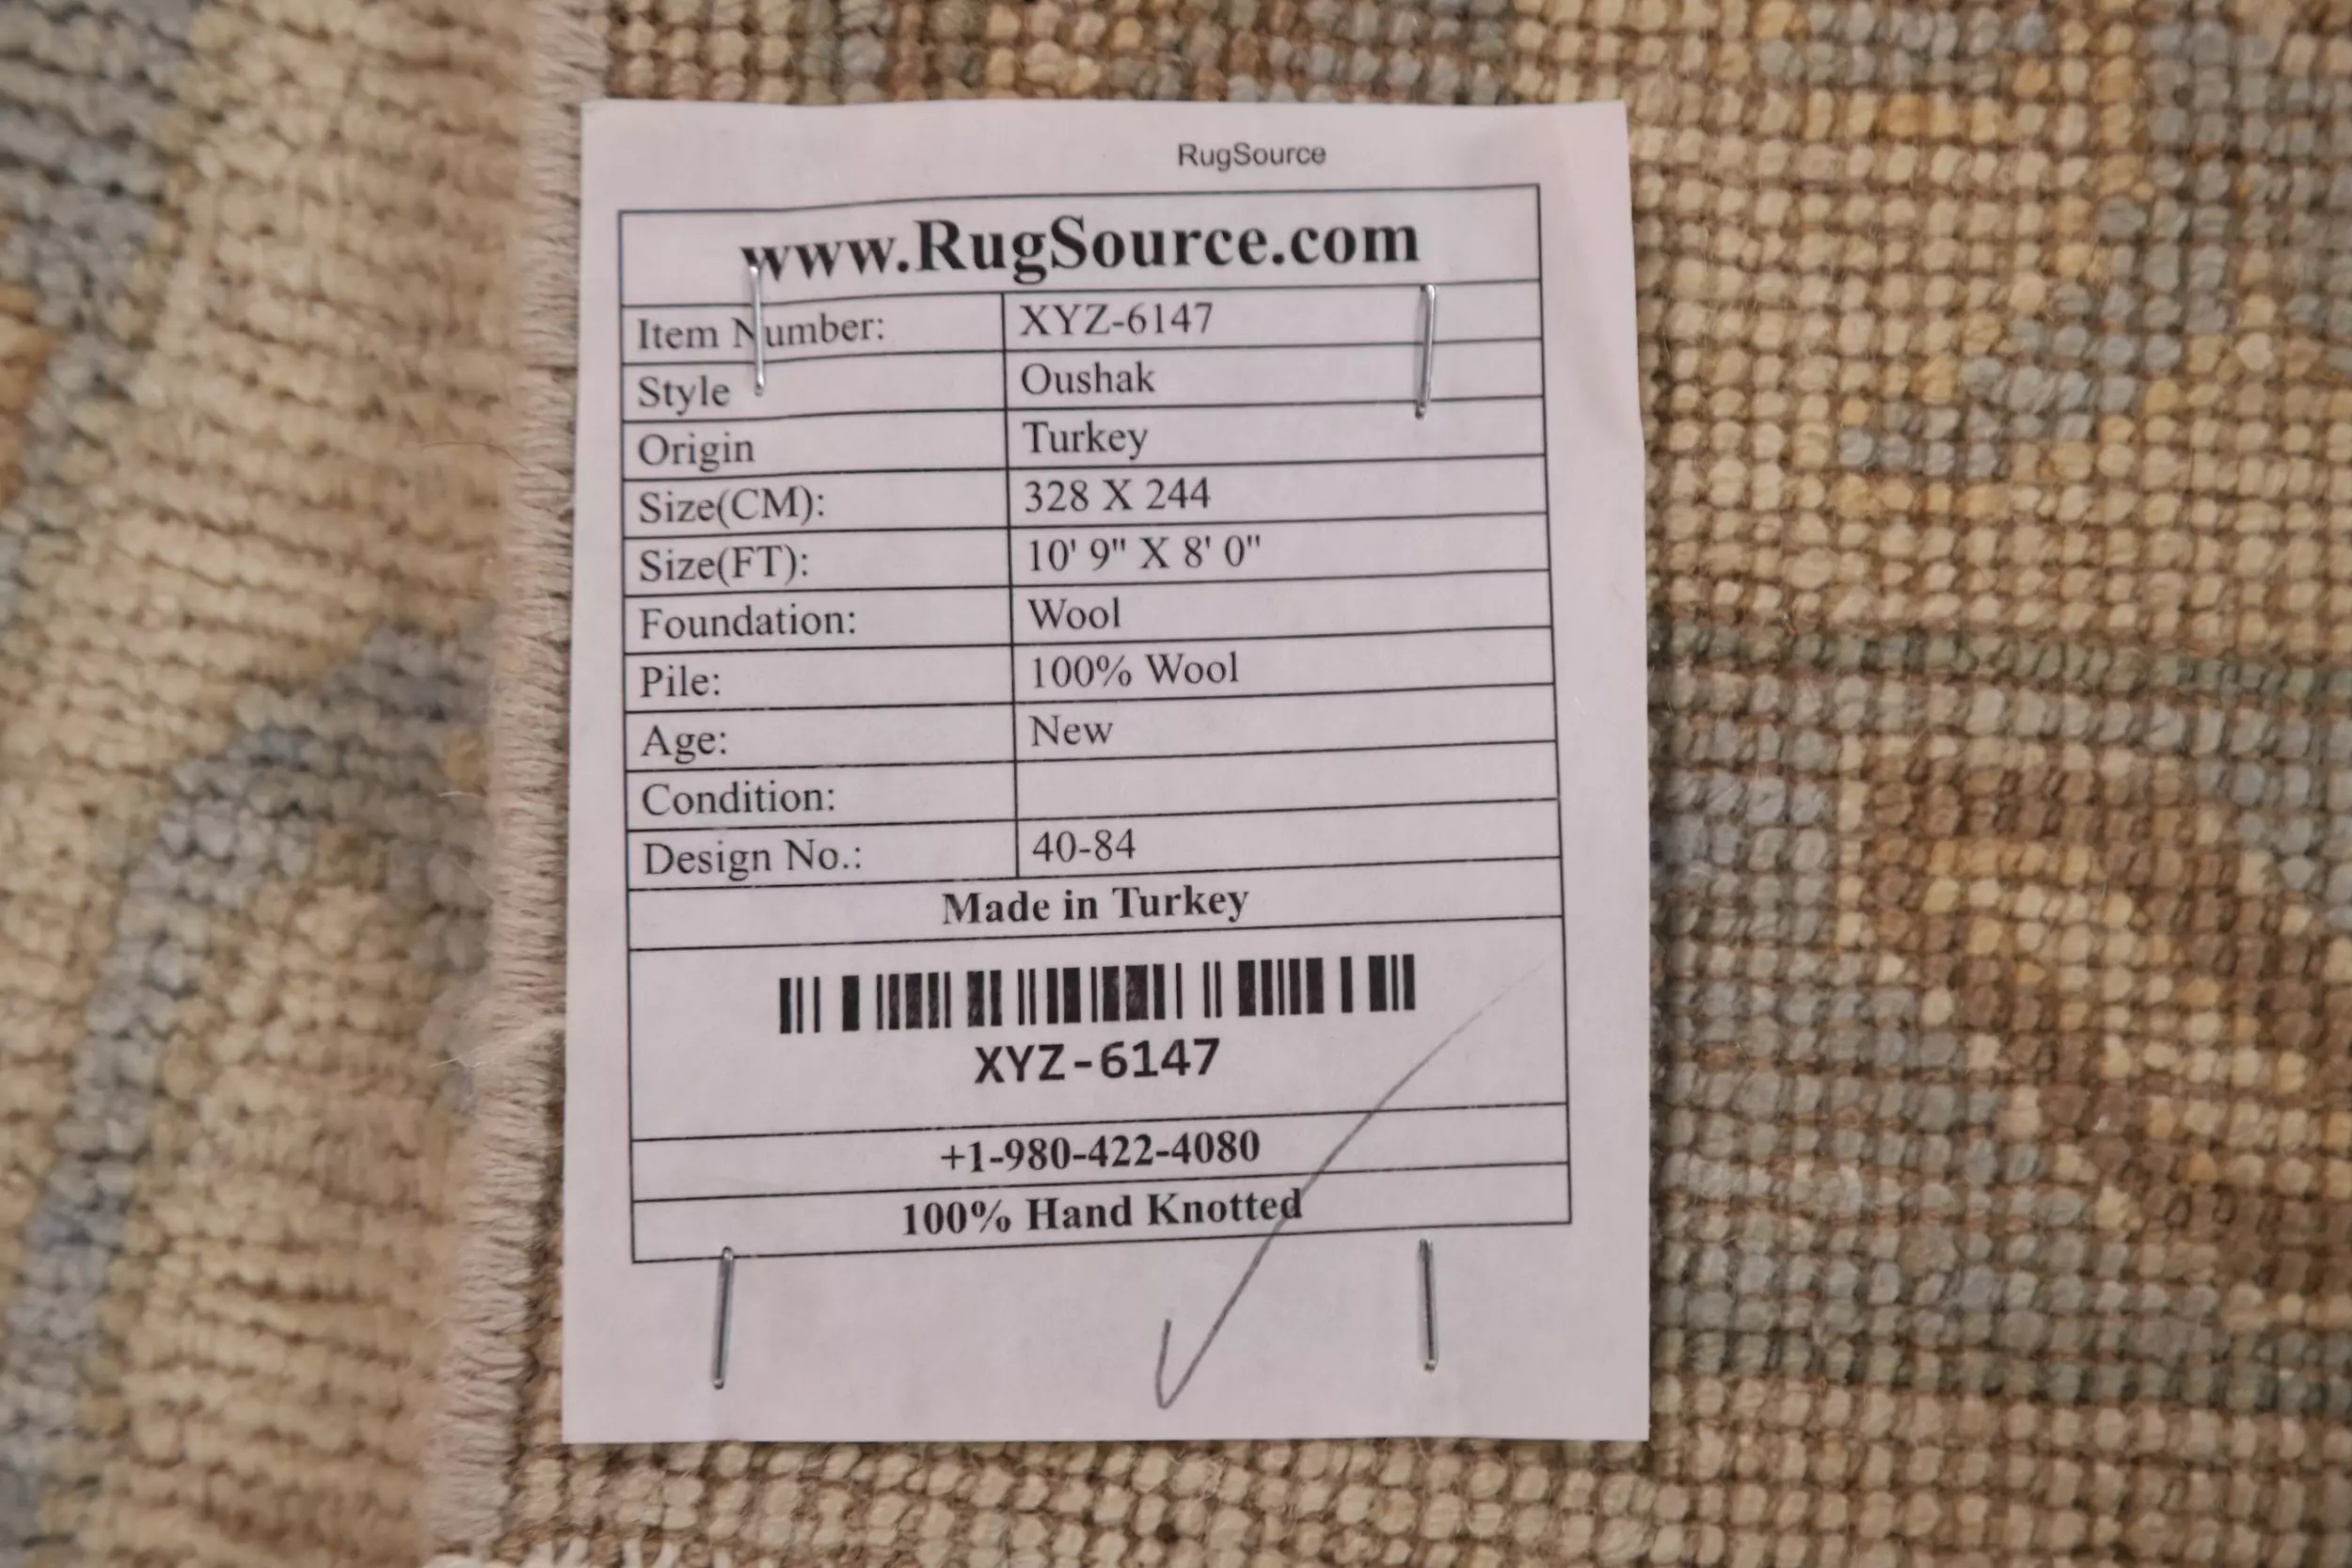 RugSource
www.RugSource.com
Item Number: XYZ-6147
Style Oushak
Origin Turkey
Size(CM): 328 X 244
Size(FT): 10' 9" X 8' 0"
Foundation: Wool
Pile: 100% Wool
Age: New
Condition:
Design No.: 40-84
Made in Turkey
XYZ-6147
+1-980-422-4080
100% Hand Knotted